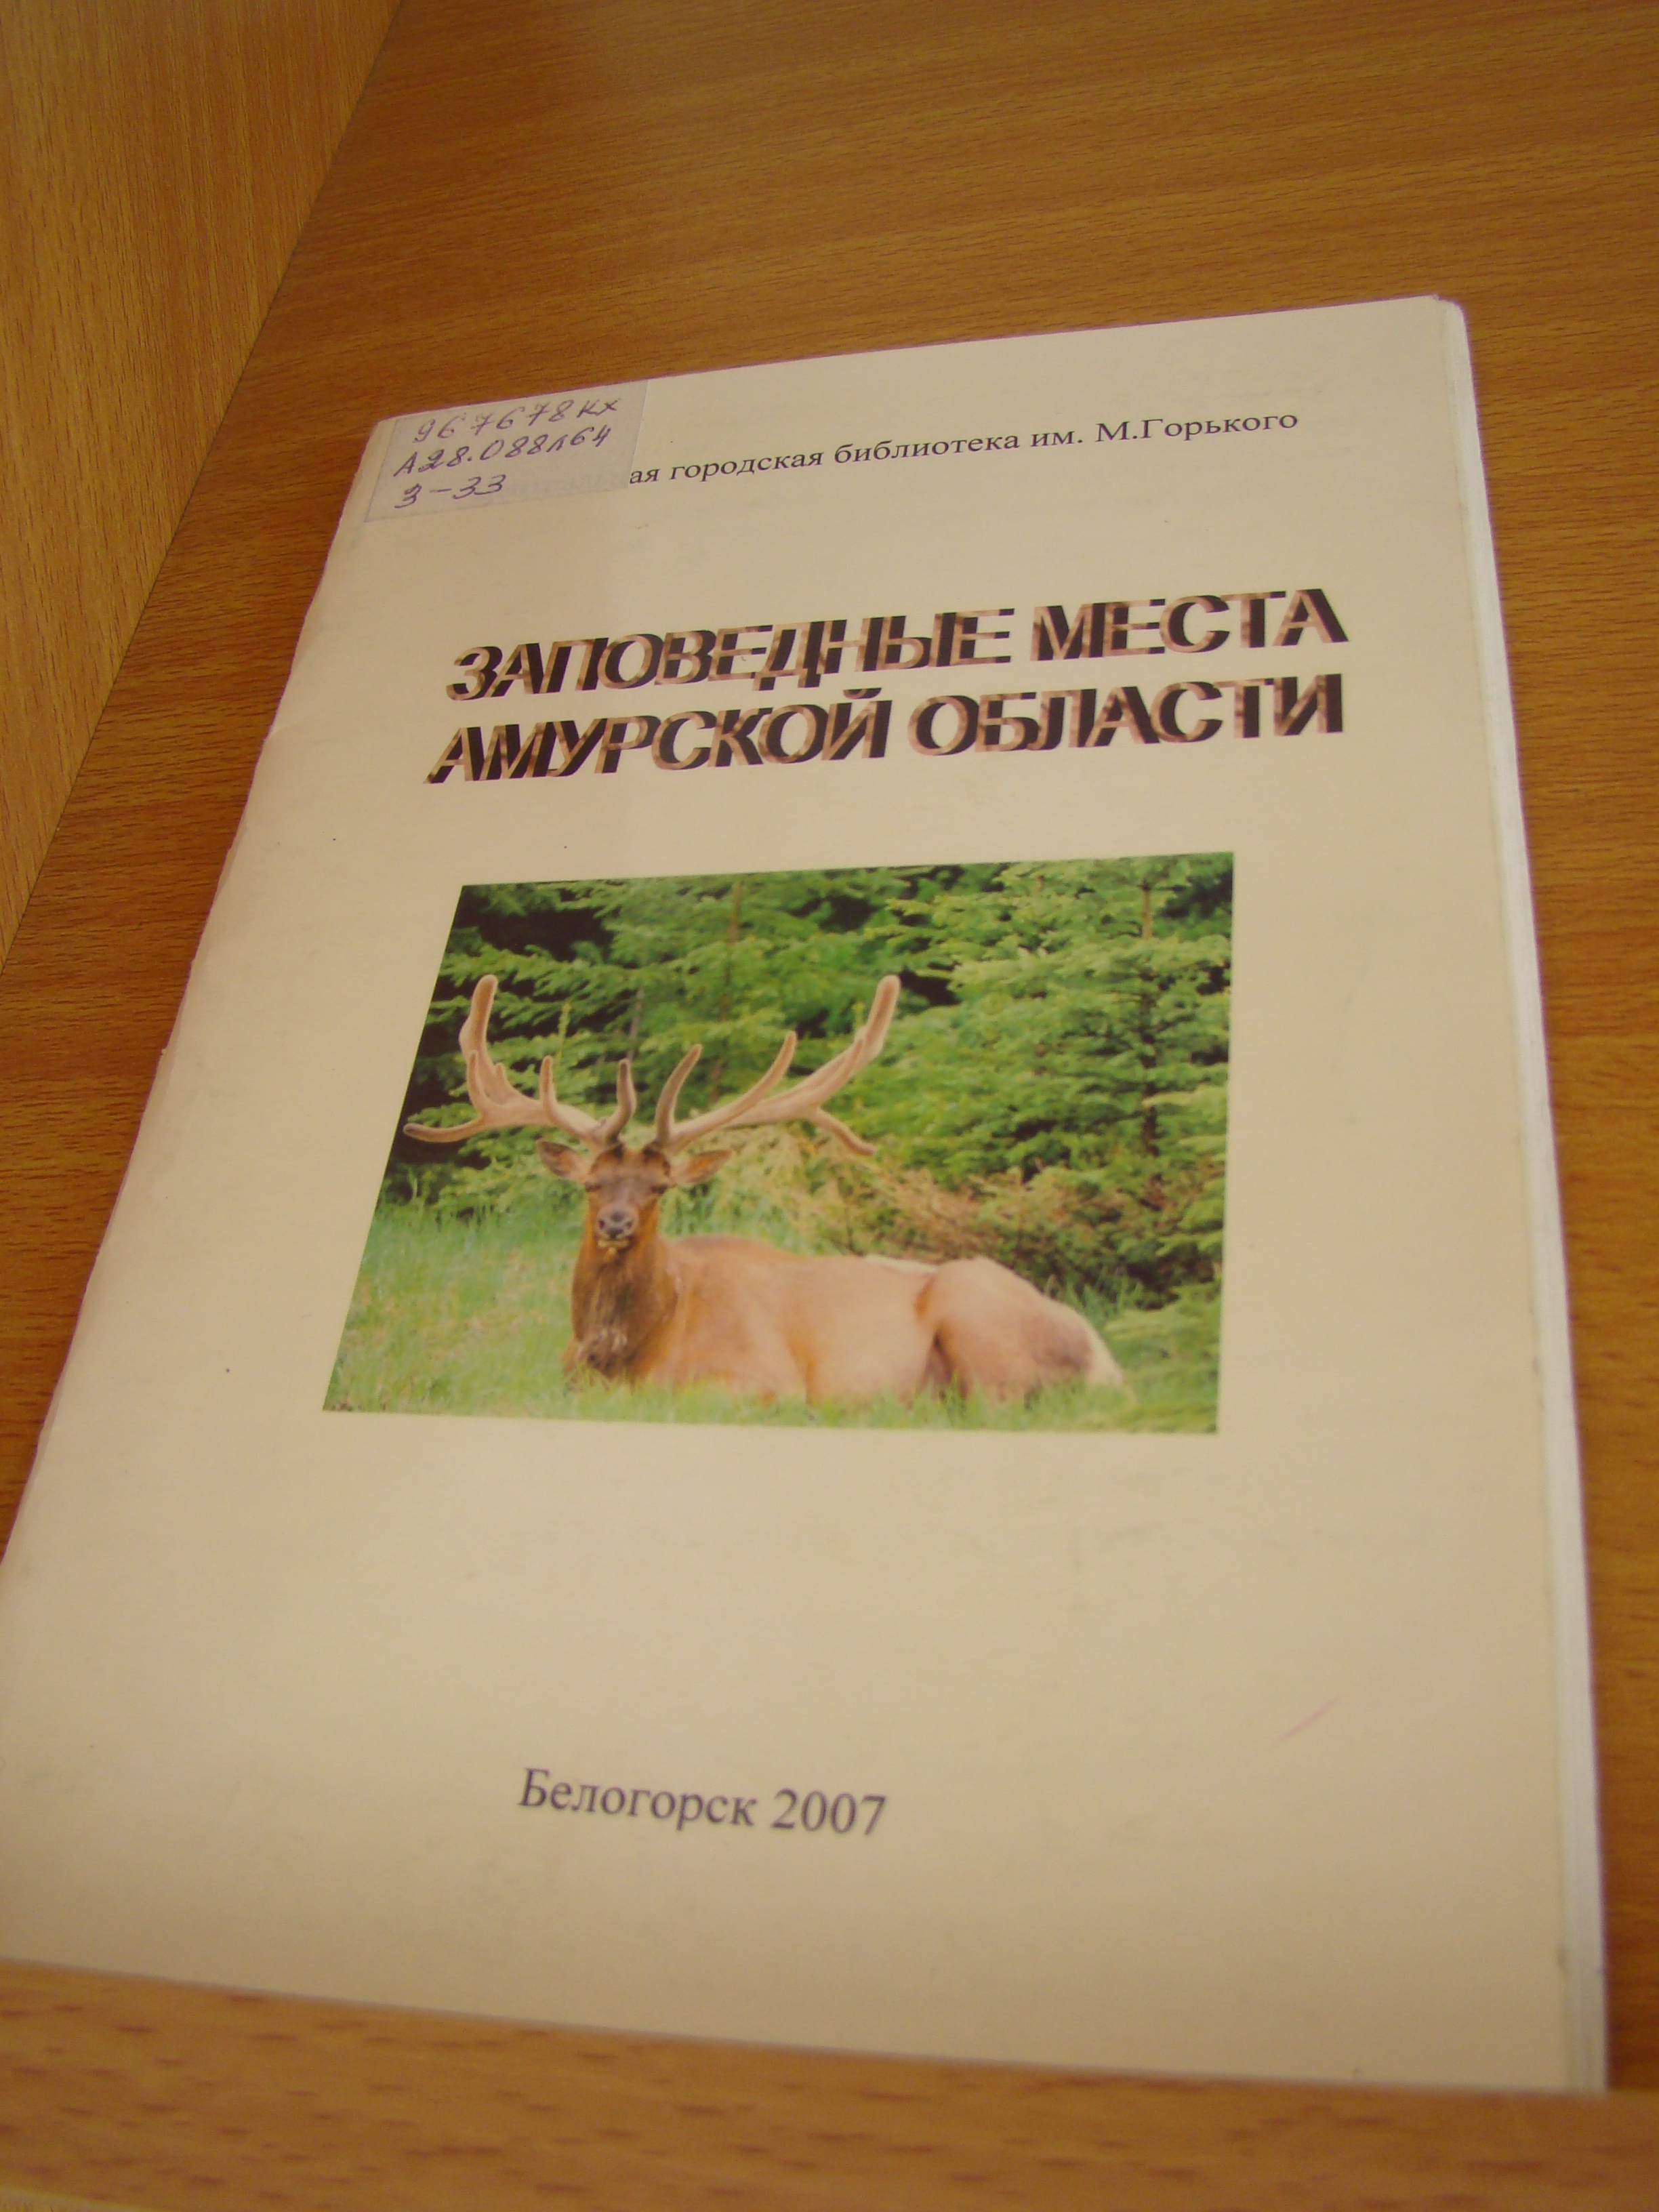 967678кх
А28.088л64
З-33
ая городская библиотека им. М.Горького
ЗАПОВЕДНЫЕ МЕСТА
АМУРСКОЙ ОБЛАСТИ
Белогорск 2007